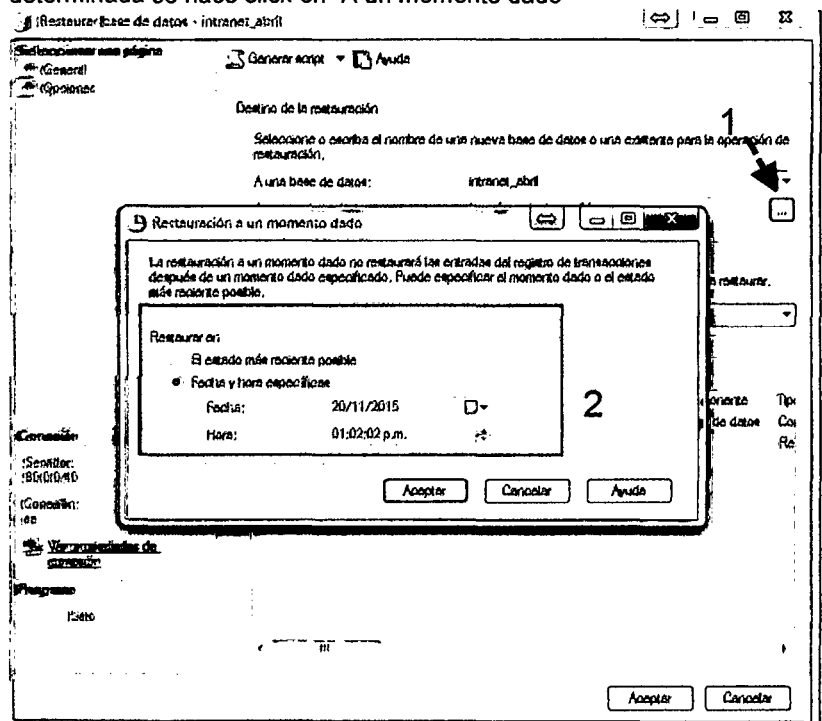 determinada se hace click en "A un momento dado"
Restaurar base de datos - intranet_abril
Seleccionar una página
General
Opciones
Generar script
Ayuda
Destino de la restauración
Seleccione o escriba el nombre de una nueva base de datos o una existente para la operación de
restauración.
1
A una base de datos: intranet_abril
...
Restauración a un momento dado
La restauración a un momento dado no restaurará las entradas del registro de transacciones
después de un momento dado especificado. Puede especificar el momento dado o el estado
más reciente posible.
a restaurar.
Restaurar en:
El estado más reciente posible
Fecha y hora específicas
Fecha: 20/11/2015
Hora: 01:02:02 p.m.
2
Aceptar Cancelar Ayuda
onente
de datos
Conexión
Servidor:
Conexión:
Ver propiedades de
conexión
Progreso
Listo
Aceptar Cancelar